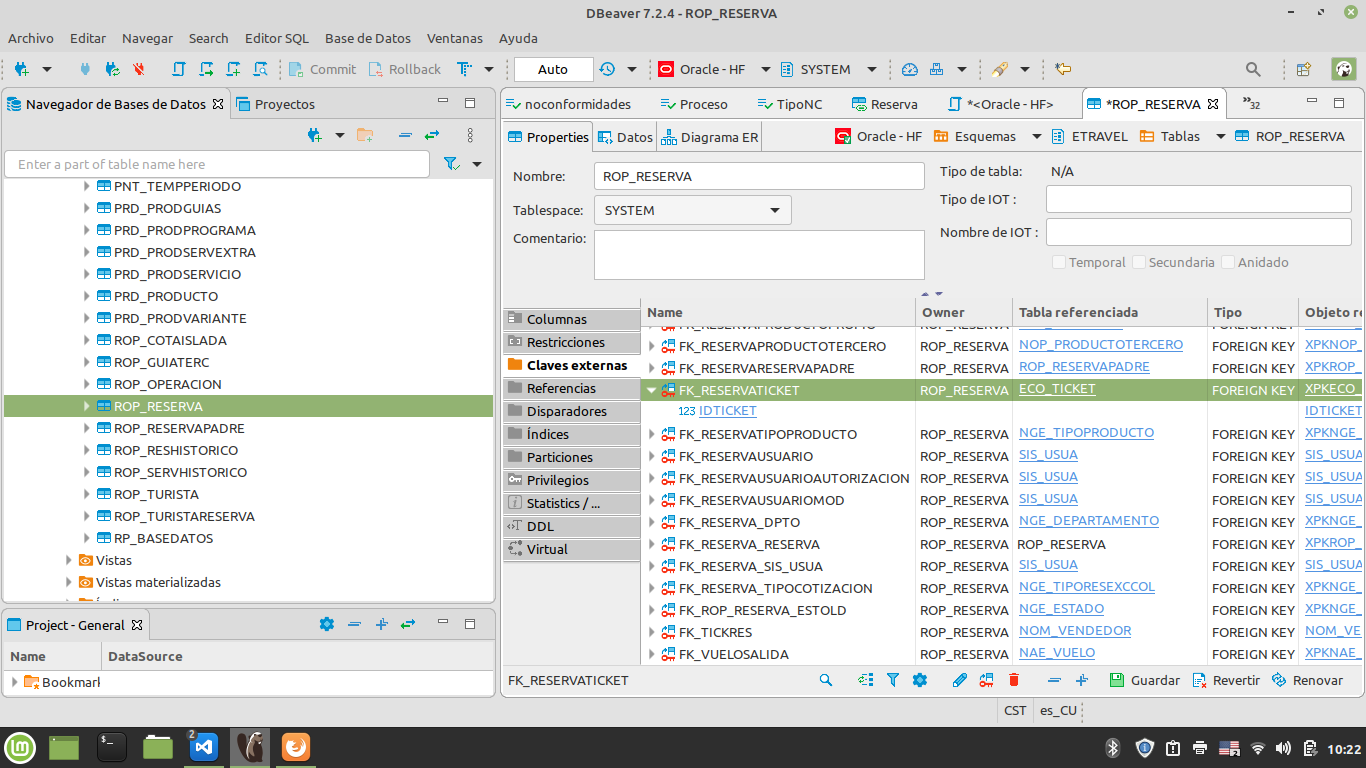 DBeaver 7.2.4 - ROP_RESERVA
Archivo Editar Navegar Search Editor SQL Base de Datos Ventanas Ayuda
Commit Rollback Auto Oracle - HF SYSTEM
Navegador de Bases de Datos Proyectos
Enter a part of table name here
PNT_TEMPPERIODO
PRD_PRODGUIAS
PRD_PRODPROGRAMA
PRD_PRODSERVEXTRA
PRD_PRODSERVICIO
PRD_PRODUCTO
PRD_PRODVARIANTE
ROP_COTAISLADA
ROP_GUIATERC
ROP_OPERACION
ROP_RESERVA
ROP_RESERVAPADRE
ROP_RESHISTORICO
ROP_SERVHISTORICO
ROP_TURISTA
ROP_TURISTARESERVA
RP_BASEDATOS
Vistas
Vistas materializadas
Project - General
Name DataSource
Bookmark
noconformidades Proceso TipoNC Reserva *<Oracle - HF> *ROP_RESERVA »32
Properties Datos Diagrama ER Oracle - HF Esquemas ETRAVEL Tablas ROP_RESERVA
Nombre: ROP_RESERVA
Tablespace: SYSTEM
Comentario:
Tipo de tabla: N/A
Tipo de IOT :
Nombre de IOT :
Temporal Secundaria Anidado
Columnas
Restricciones
Claves externas
Referencias
Disparadores
Índices
Particiones
Privilegios
Statistics / ...
DDL
Virtual
Name Owner Tabla referenciada Tipo Objeto re
FK_RESERVAPRODUCTOTERCERO ROP_RESERVA NOP_PRODUCTOTERCERO FOREIGN KEY XPKNOP_
FK_RESERVARESERVAPADRE ROP_RESERVA ROP_RESERVAPADRE FOREIGN KEY XPKROP_
FK_RESERVATICKET ROP_RESERVA ECO_TICKET FOREIGN KEY XPKECO_
123 IDTICKET IDTICKET
FK_RESERVATIPOPRODUCTO ROP_RESERVA NGE_TIPOPRODUCTO FOREIGN KEY XPKNGE_
FK_RESERVAUSUARIO ROP_RESERVA SIS_USUA FOREIGN KEY SIS_USUA
FK_RESERVAUSUARIOAUTORIZACION ROP_RESERVA SIS_USUA FOREIGN KEY SIS_USUA
FK_RESERVAUSUARIOMOD ROP_RESERVA SIS_USUA FOREIGN KEY SIS_USUA
FK_RESERVA_DPTO ROP_RESERVA NGE_DEPARTAMENTO FOREIGN KEY XPKNGE_
FK_RESERVA_RESERVA ROP_RESERVA ROP_RESERVA FOREIGN KEY XPKROP_
FK_RESERVA_SIS_USUA ROP_RESERVA SIS_USUA FOREIGN KEY SIS_USUA
FK_RESERVA_TIPOCOTIZACION ROP_RESERVA NGE_TIPORESEXCCOL FOREIGN KEY XPKNGE_
FK_ROP_RESERVA_ESTOLD ROP_RESERVA NGE_ESTADO FOREIGN KEY XPKNGE_
FK_TICKRES ROP_RESERVA NOM_VENDEDOR FOREIGN KEY NOM_VE
FK_VUELOSALIDA ROP_RESERVA NAE_VUELO FOREIGN KEY XPKNAE_
FK_RESERVATICKET Guardar Revertir Renovar
CST es_CU
2 10:22